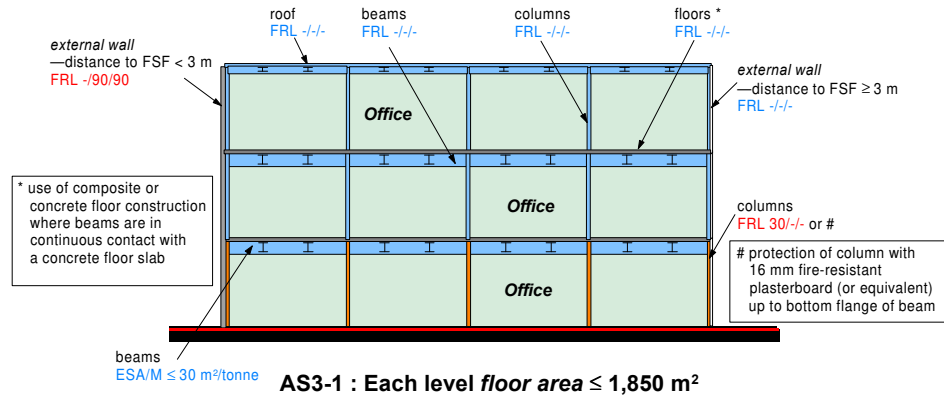 roof
FRL -/-/-
beams
FRL -/-/-
columns
FRL -/-/-
floors *
FRL -/-/-
external wall
—distance to FSF < 3 m
FRL -/90/90
external wall
—distance to FSF ≥ 3 m
FRL -/-/-
Office
Office
Office
* use of composite or
concrete floor construction
where beams are in
continuous contact with
a concrete floor slab
columns
FRL 30/-/- or #
# protection of column with
16 mm fire-resistant
plasterboard (or equivalent)
up to bottom flange of beam
beams
ESA/M ≤ 30 m²/tonne
AS3-1 : Each level floor area ≤ 1,850 m²